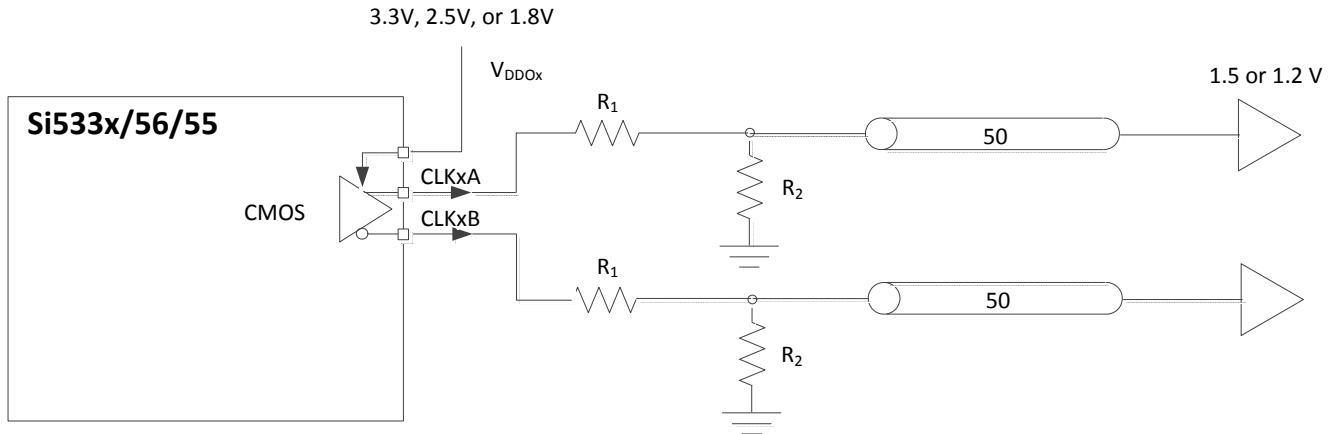 3.3V, 2.5V, or 1.8V
VDDOx
1.5 or 1.2 V
Si533x/56/55
R1
50
CLKxA
R2
CMOS
CLKxB
R1
50
R2